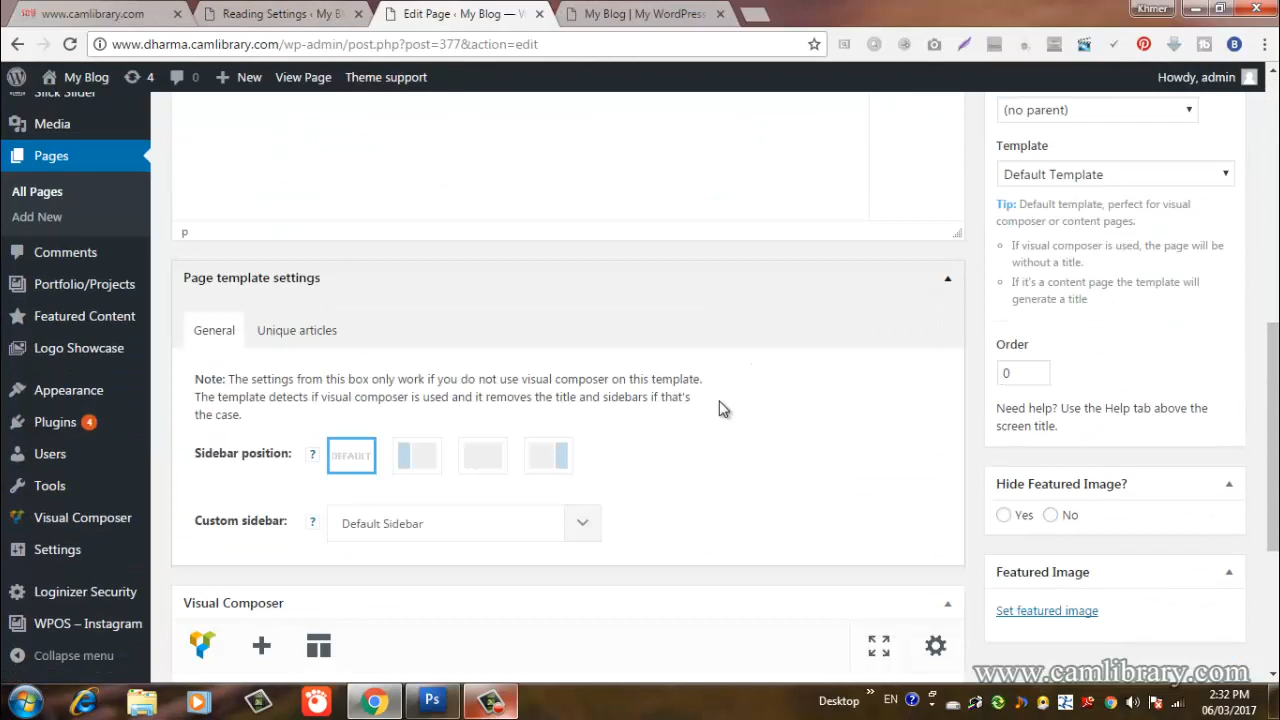 www.camlibrary.com
Reading Settings ‹ My B
Edit Page ‹ My Blog — W
My Blog | My WordPress
Khmer
www.dharma.camlibrary.com/wp-admin/post.php?post=377&action=edit
My Blog 4 0 New View Page Theme support
Howdy, admin
Slick Slider
Media
Pages
All Pages
Add New
Comments
Portfolio/Projects
Featured Content
Logo Showcase
Appearance
Plugins 4
Users
Tools
Visual Composer
Settings
Loginizer Security
WPOS – Instagram
Collapse menu
p
Page template settings
General Unique articles
Note: The settings from this box only work if you do not use visual composer on this template.
The template detects if visual composer is used and it removes the title and sidebars if that's
the case.
Sidebar position: ? DEFAULT
Custom sidebar: ? Default Sidebar
Visual Composer
(no parent)
Template
Default Template
Tip: Default template, perfect for visual
composer or content pages.
If visual composer is used, the page will be
without a title.
If it's a content page the template will
generate a title
Order
0
Need help? Use the Help tab above the
screen title.
Hide Featured Image?
Yes No
Featured Image
Set featured image
www.camlibrary.com
Ps
Desktop
EN
2:32 PM
06/03/2017